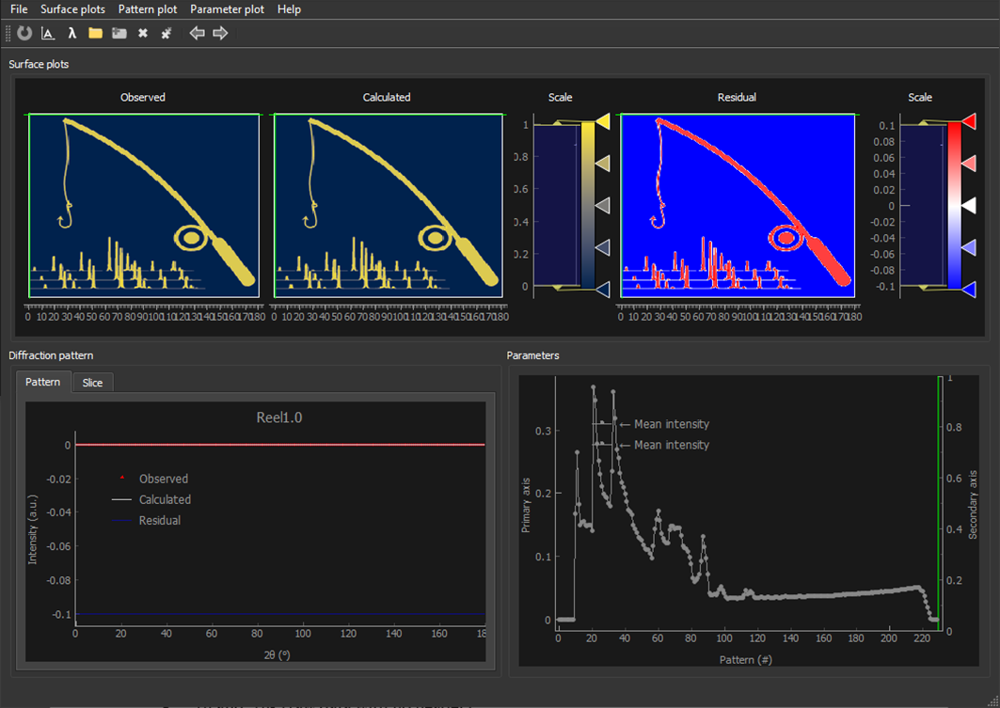 File Surface plots Pattern plot Parameter plot Help
λ
Surface plots
Observed Calculated Scale Residual Scale
1 0.8 0.6 0.4 0.2 0
0.1 0.08 0.06 0.04 0.02 0 -0.02 -0.04 -0.06 -0.08 -0.1
0 10 20 30 40 50 60 70 80 90 100 110 120 130 140 150 160 170 180
0 10 20 30 40 50 60 70 80 90 100 110 120 130 140 150 160 170 180
0 10 20 30 40 50 60 70 80 90 100 110 120 130 140 150 160 170 180
Diffraction pattern
Pattern Slice
Reel1.0
0
-0.02
-0.04
-0.06
-0.08
-0.1
Intensity (a.u.)
Observed
Calculated
Residual
0 20 40 60 80 100 120 140 160 18
2θ (°)
Parameters
Primary axis
0.3
0.2
0.1
0
← Mean intensity
← Mean intensity
1
0.8
0.6
0.4
0.2
0
Secondary axis
0 20 40 60 80 100 120 140 160 180 200 220
Pattern (#)